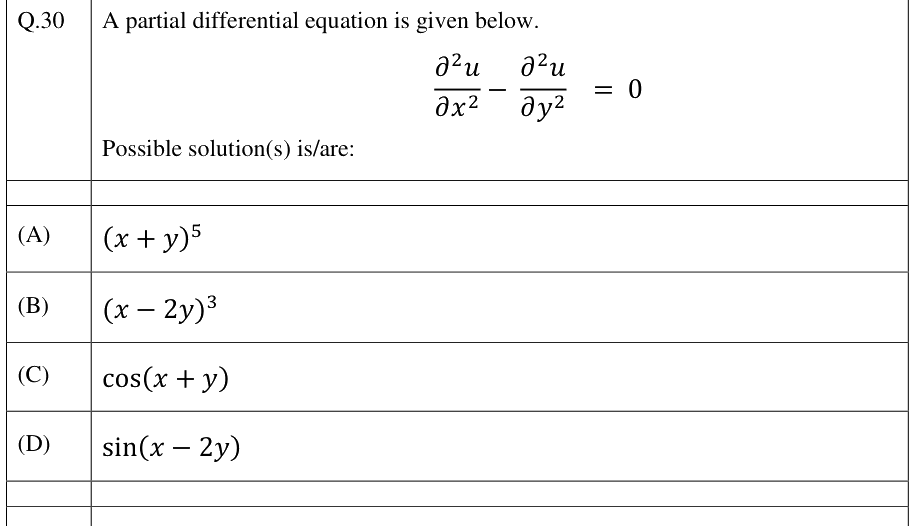 Q.30 A partial differential equation is given below.
∂²u/∂x² − ∂²u/∂y² = 0
Possible solution(s) is/are:
(A) (x + y)⁵
(B) (x − 2y)³
(C) cos(x + y)
(D) sin(x − 2y)